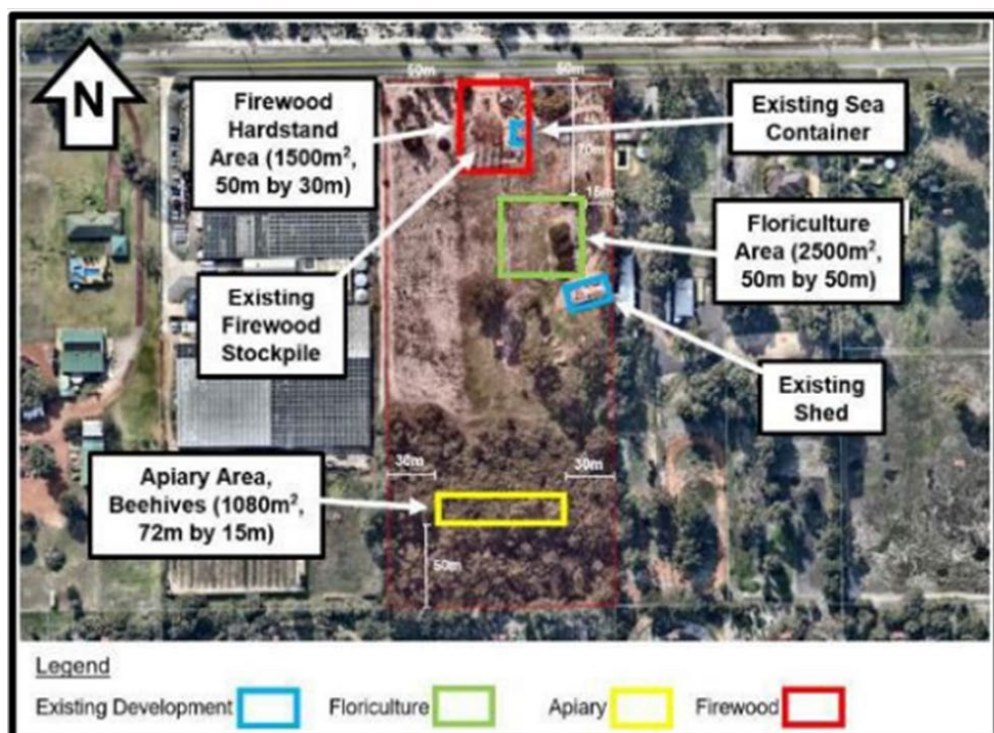 N
50m
50m
Firewood
Hardstand
Area (1500m²,
50m by 30m)
Existing Sea
Container
70m
15m
Floriculture
Area (2500m²,
50m by 50m)
Existing
Firewood
Stockpile
Existing
Shed
30m
30m
Apiary Area,
Beehives (1080m²,
72m by 15m)
50m
Legend
Existing Development
Floriculture
Apiary
Firewood